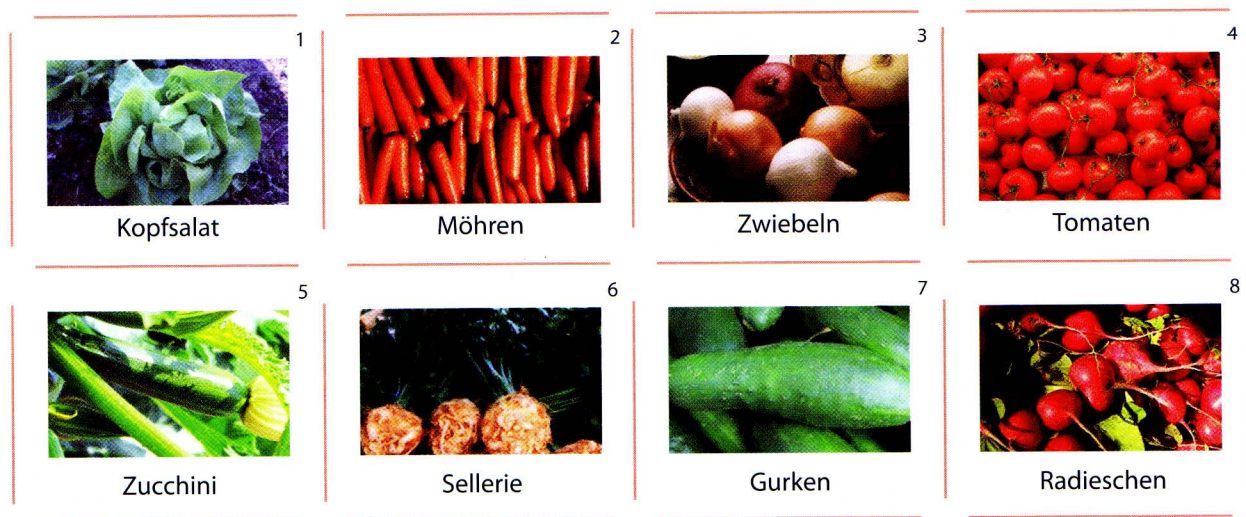 1
Kopfsalat
2
Möhren
3
Zwiebeln
4
Tomaten
5
Zucchini
6
Sellerie
7
Gurken
8
Radieschen